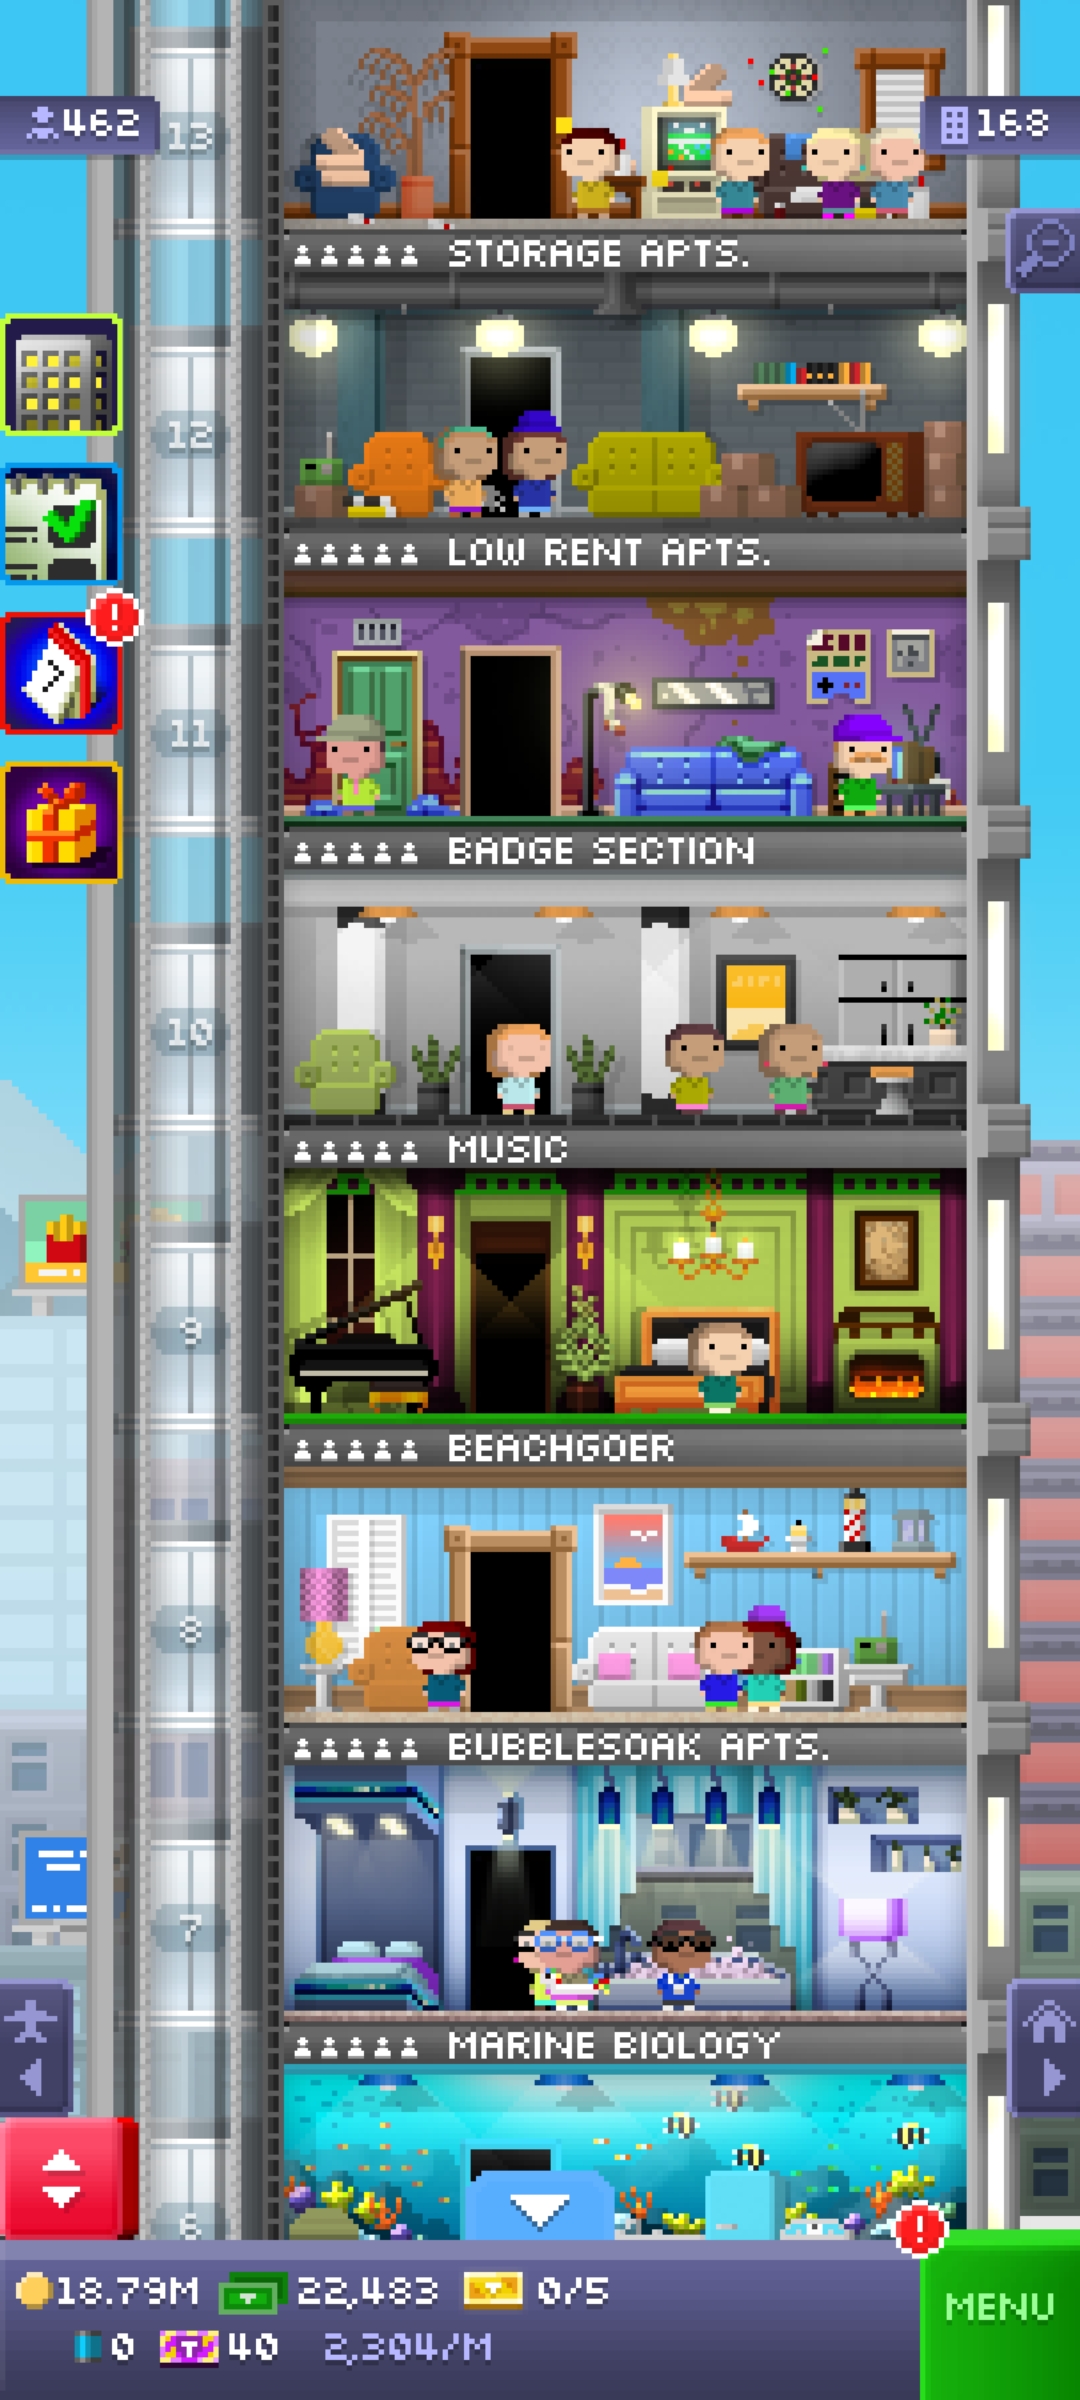 462
168
13
STORAGE APTS.
12
LOW RENT APTS.
11
BADGE SECTION
10
MUSIC
9
BEACHGOER
8
BUBBLESOAK APTS.
7
MARINE BIOLOGY
6
18.79M 22,483 0/5
0 T 40 2,304/M
MENU